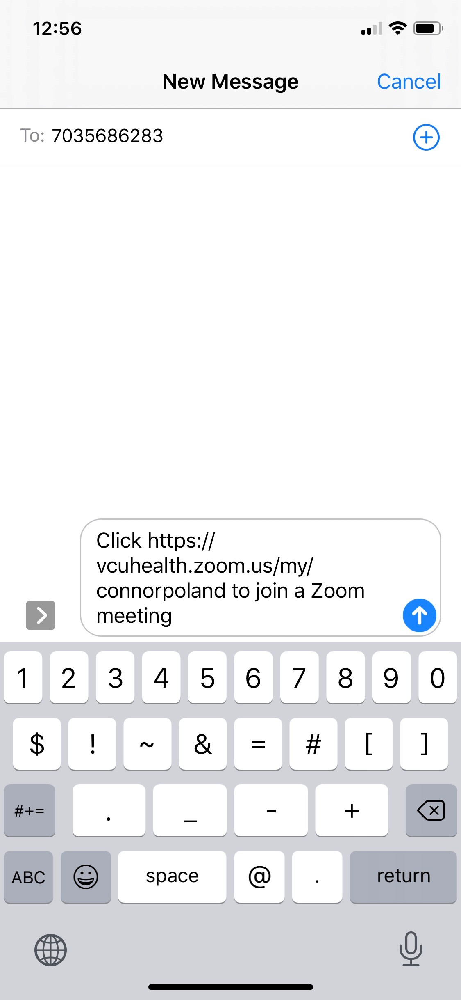 12:56
New Message
Cancel
To: 7035686283
Click https://
vcuhealth.zoom.us/my/
connorpoland to join a Zoom
meeting
1 2 3 4 5 6 7 8 9 0
$ ! ~ & = # [ ]
#+= . _ - +
ABC space @ . return